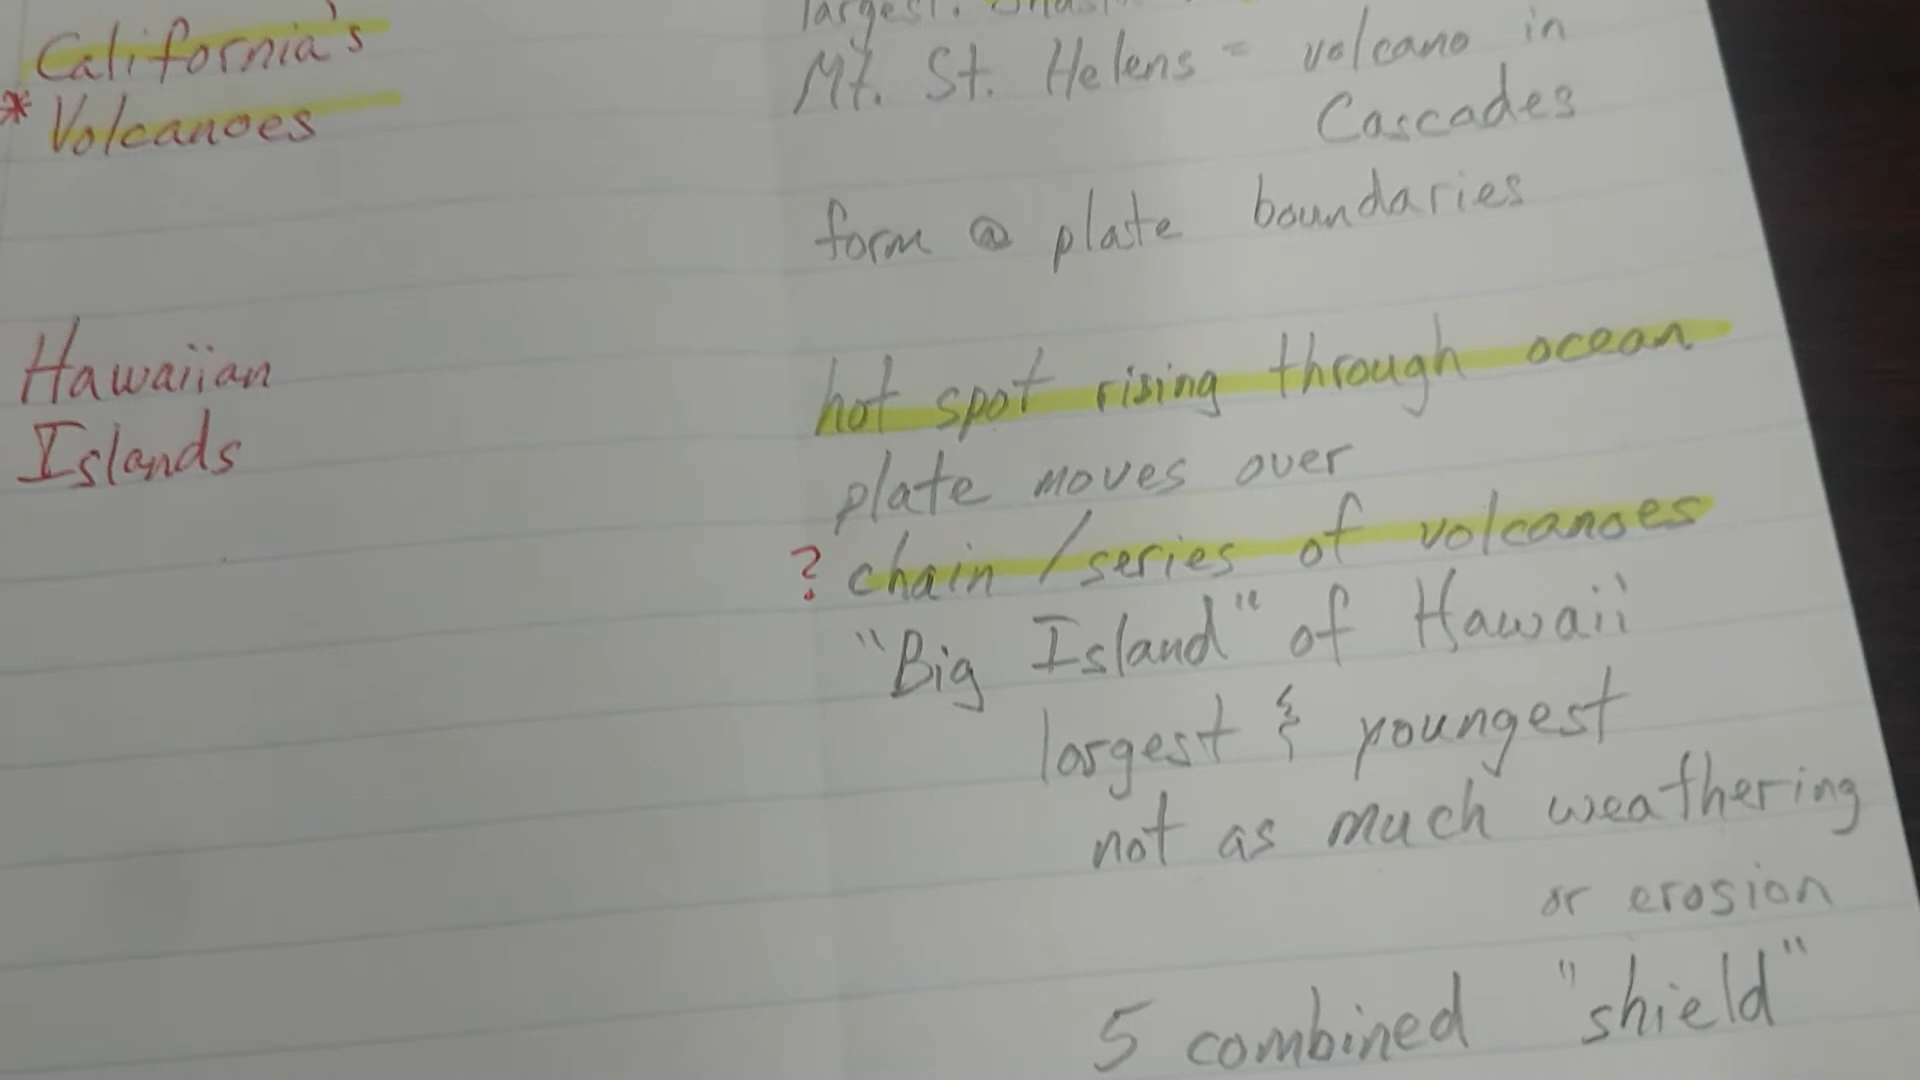 California's
* Volcanoes
largest.
Mt. St. Helens = volcano in
Cascades
form @ plate boundaries
Hawaiian
Islands
hot spot rising through ocean
plate moves over
? chain / series of volcanoes
"Big Island" of Hawaii
largest & youngest
not as much weathering
or erosion
5 combined "shield"